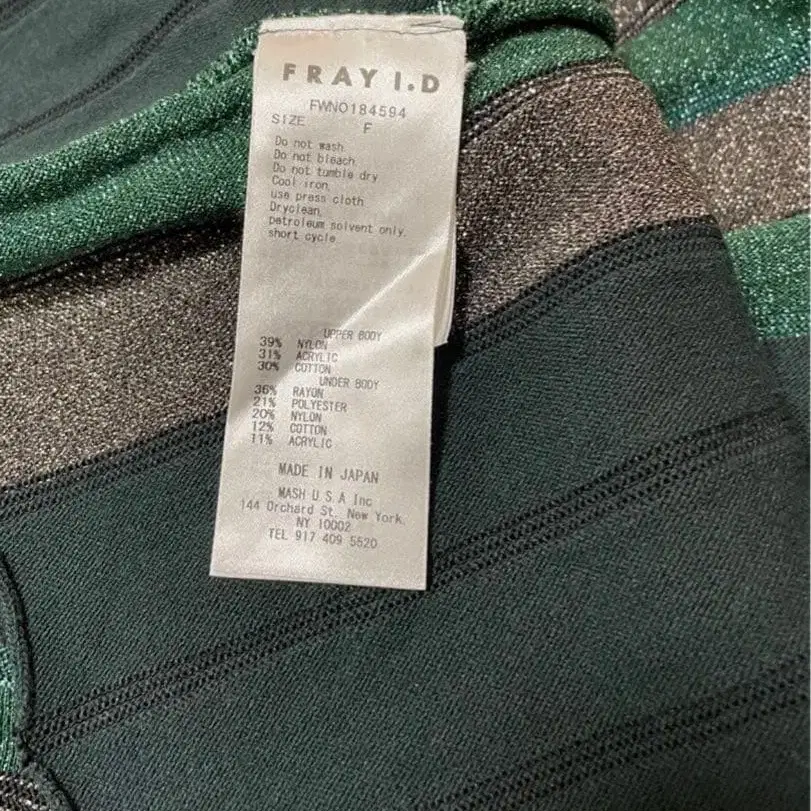 FRAY I.D
FWNO184594
SIZE F
Do not wash.
Do not bleach.
Do not tumble dry
Cool iron,
use press cloth
Dryclean,
petroleum solvent only,
short cycle
UPPER BODY
39% NYLON
31% ACRYLIC
30% COTTON
UNDER BODY
36% RAYON
21% POLYESTER
20% NYLON
12% COTTON
11% ACRYLIC
MADE IN JAPAN
MASH U.S.A Inc
144 Orchard St. New York.
NY 10002
TEL 917 409 5520